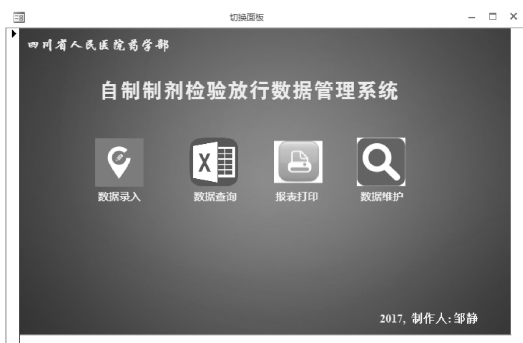 切换面板
四川省人民医院药学部
自制制剂检验放行数据管理系统
数据录入 数据查询 报表打印 数据维护
2017, 制作人:邹静